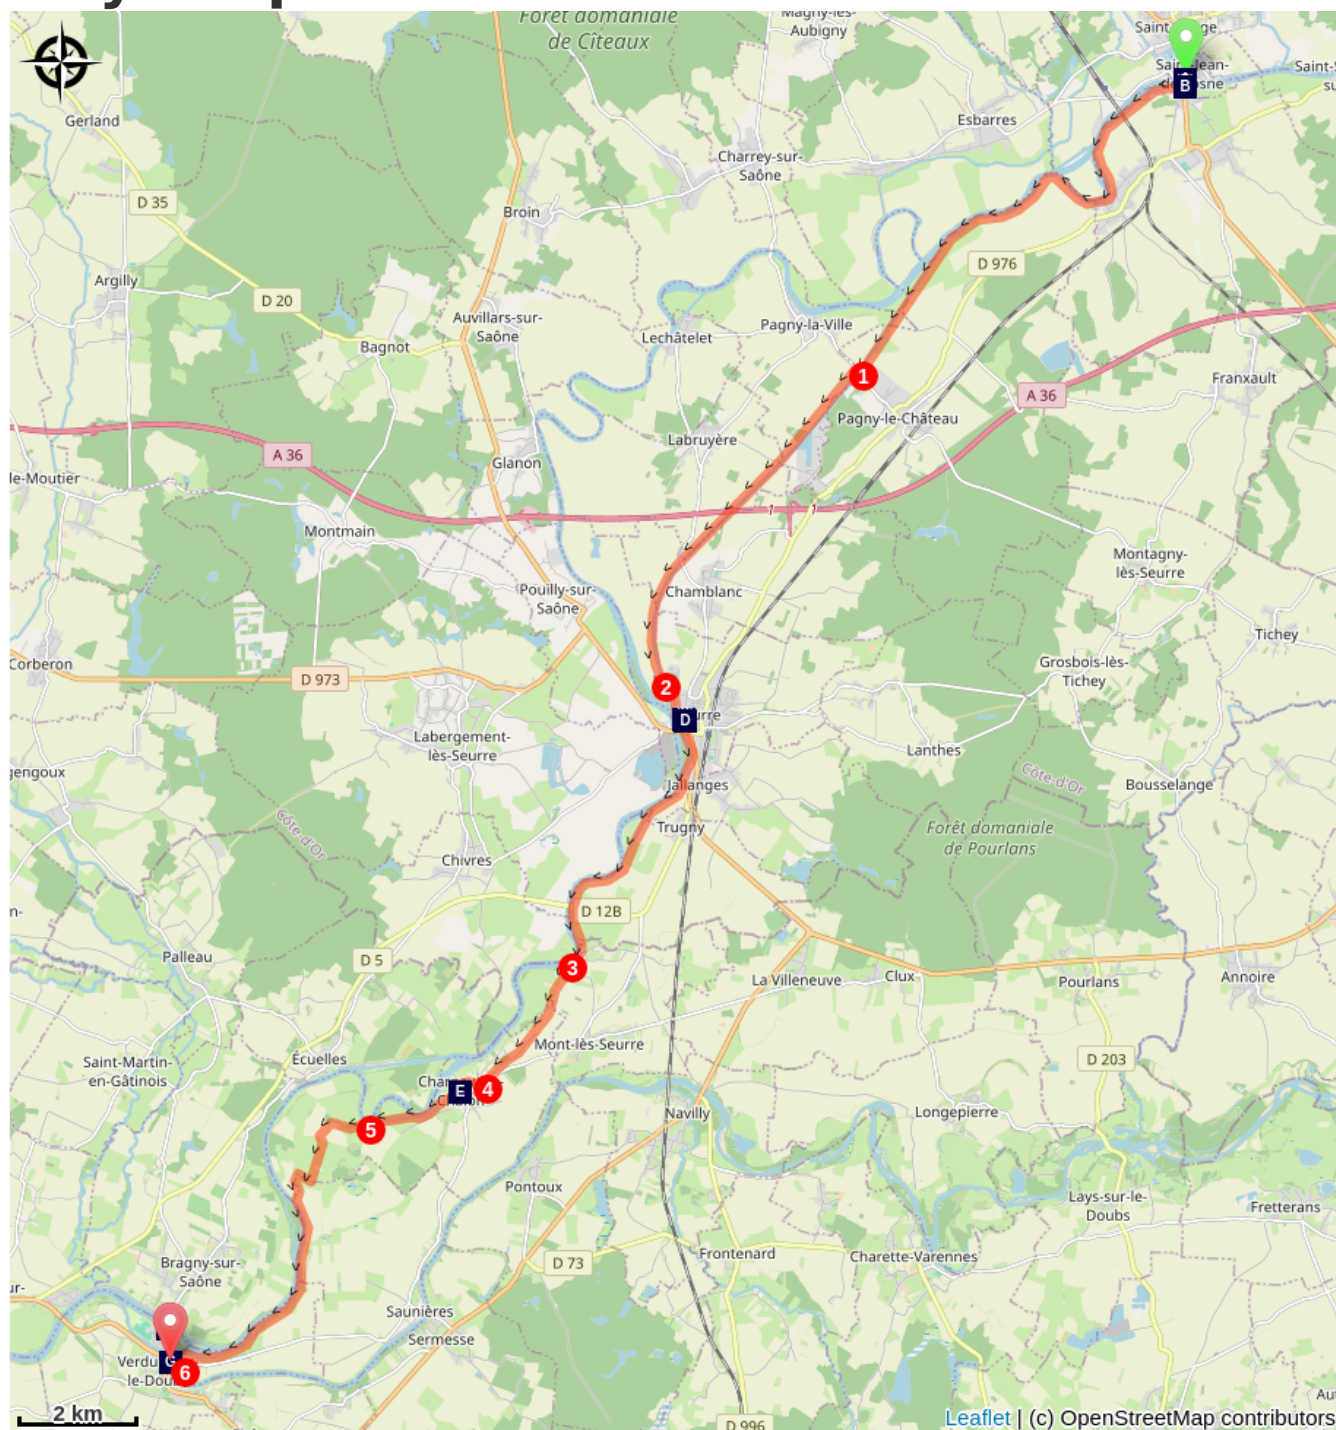 Forêt domaniale
de Cîteaux
Magny-lès-
Aubigny
Gerland
Esbarres
Charrey-sur-
Saône
D 35
Broin
D 976
Argilly
D 20
Auvillars-sur-
Saône
Pagny-la-Ville
Lechâtelet
Bagnot
1
Franxault
A 36
Pagny-le-Château
Labruyère
A 36
Glanon
le-Moutier
1
1
Montmain
Montagny-
lès-Seurre
Pouilly-sur-
Saône
Chamblanc
Tichey
Corberon
Grosbois-lès-
Tichey
D 973
2
D
Labergement-
lès-Seurre
Lanthes
gengoux
Côte-d'Or
Jallanges
Bousselange
Côte-d'Or
Trugny
Forêt domaniale
de Pourlans
Chivres
D 12B
Palleau
D 5
3
La Villeneuve
Clux
Pourlans
Annoire
Mont-lès-Seurre
Écuelles
D 203
Saint-Martin-
en-Gâtinois
E
4
Navilly
Longepierre
5
Pontoux
Lays-sur-le-
Doubs
Fretterans
Frontenard
Charette-Varennes
D 73
Bragny-sur-
Saône
Saunières
Sermesse
G
6
2 km
D 996
B
Leaflet | (c) OpenStreetMap contributors